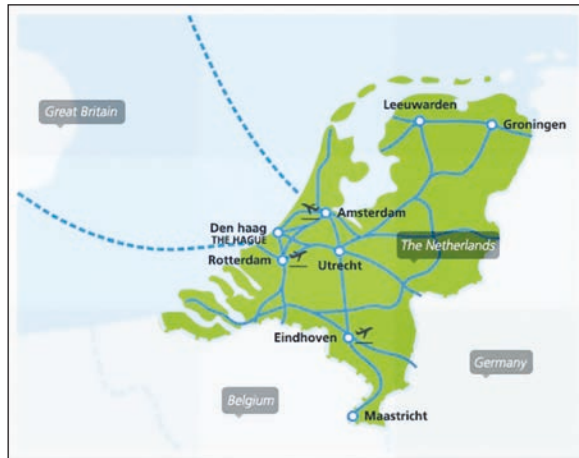 Great Britain
Leeuwarden
Groningen
Amsterdam
Den haag
THE HAGUE
The Netherlands
Rotterdam
Utrecht
Eindhoven
Germany
Belgium
Maastricht